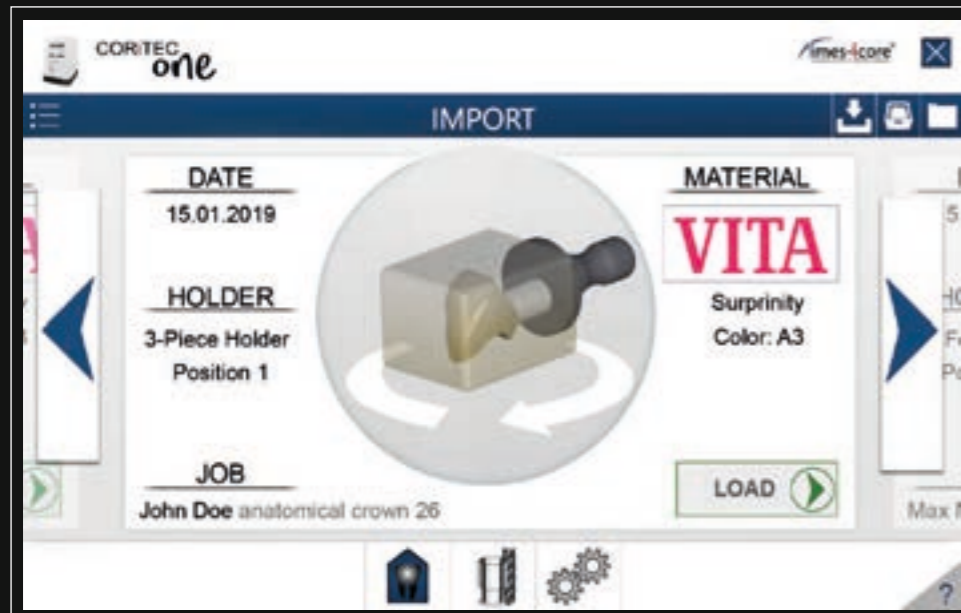 CORiTEC
one
imes-icore
IMPORT
DATE
15.01.2019
HOLDER
3-Piece Holder
Position 1
JOB
John Doe anatomical crown 26
MATERIAL
VITA
Surprinity
Color: A3
LOAD
Max
?